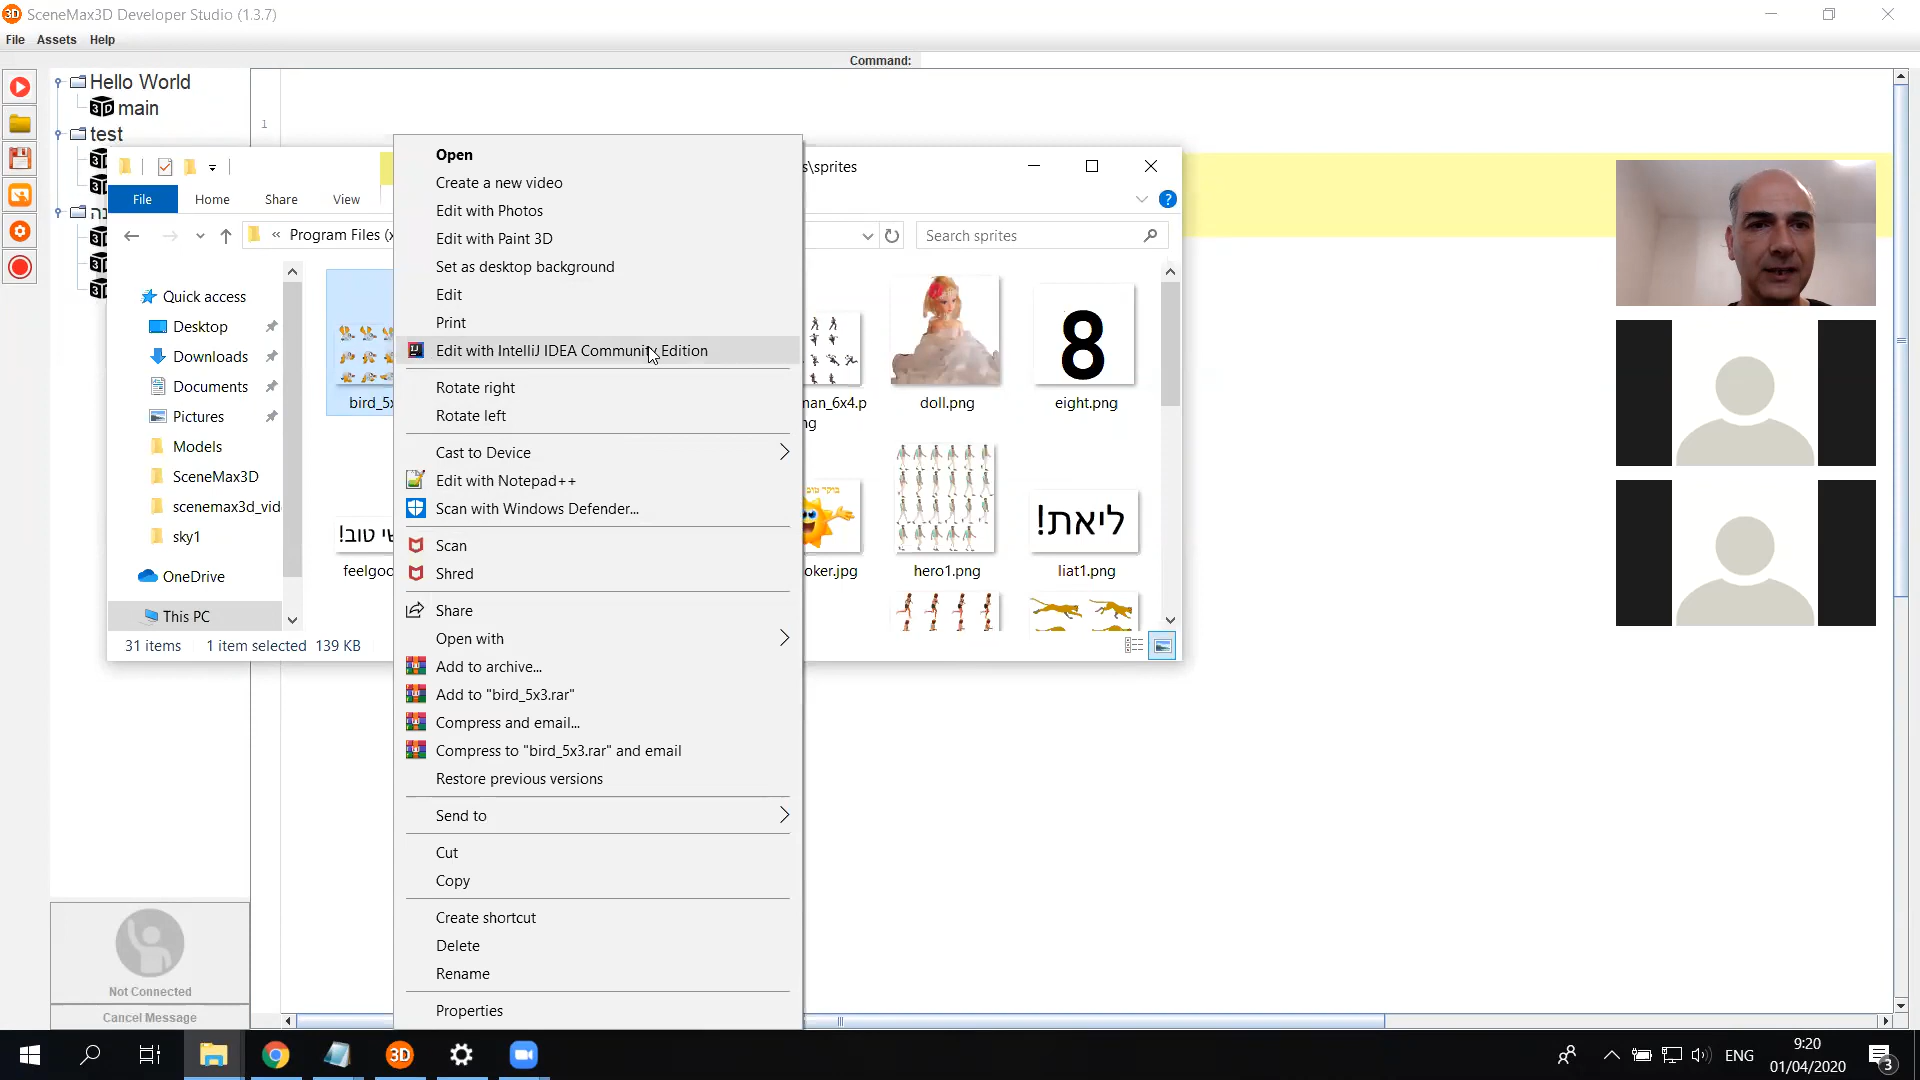 SceneMax3D Developer Studio (1.3.7)
File Assets Help
Command:
Hello World
main
test
1
s\sprites
File Home Share View
« Program Files (x
Search sprites
Quick access
Desktop
Downloads
Documents
Pictures
Models
SceneMax3D
scenemax3d_vid
sky1
OneDrive
This PC
31 items 1 item selected 139 KB
bird_5x
man_6x4.p
ng
doll.png
8
eight.png
שי טוב!
feelgoo
oker.jpg
hero1.png
ליאת!
liat1.png
Open
Create a new video
Edit with Photos
Edit with Paint 3D
Set as desktop background
Edit
Print
Edit with IntelliJ IDEA Community Edition
Rotate right
Rotate left
Cast to Device
Edit with Notepad++
Scan with Windows Defender...
Scan
Shred
Share
Open with
Add to archive...
Add to "bird_5x3.rar"
Compress and email...
Compress to "bird_5x3.rar" and email
Restore previous versions
Send to
Cut
Copy
Create shortcut
Delete
Rename
Properties
Not Connected
Cancel Message
3D
ENG
9:20
01/04/2020
3